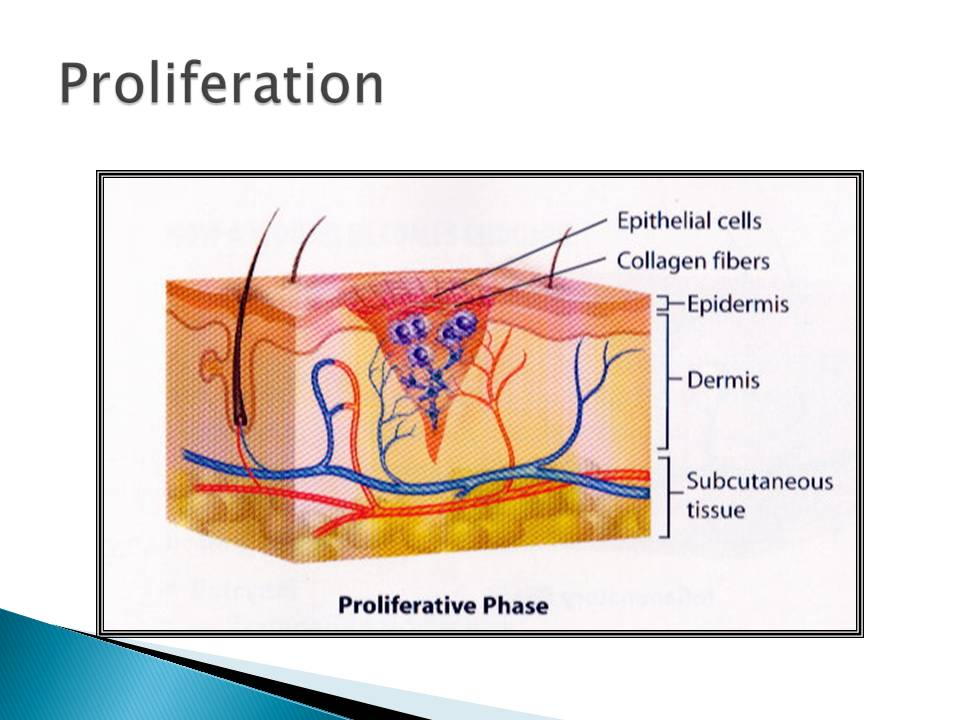 Proliferation
Epithelial cells
Collagen fibers
Epidermis
Dermis
Subcutaneous
tissue
Proliferative Phase